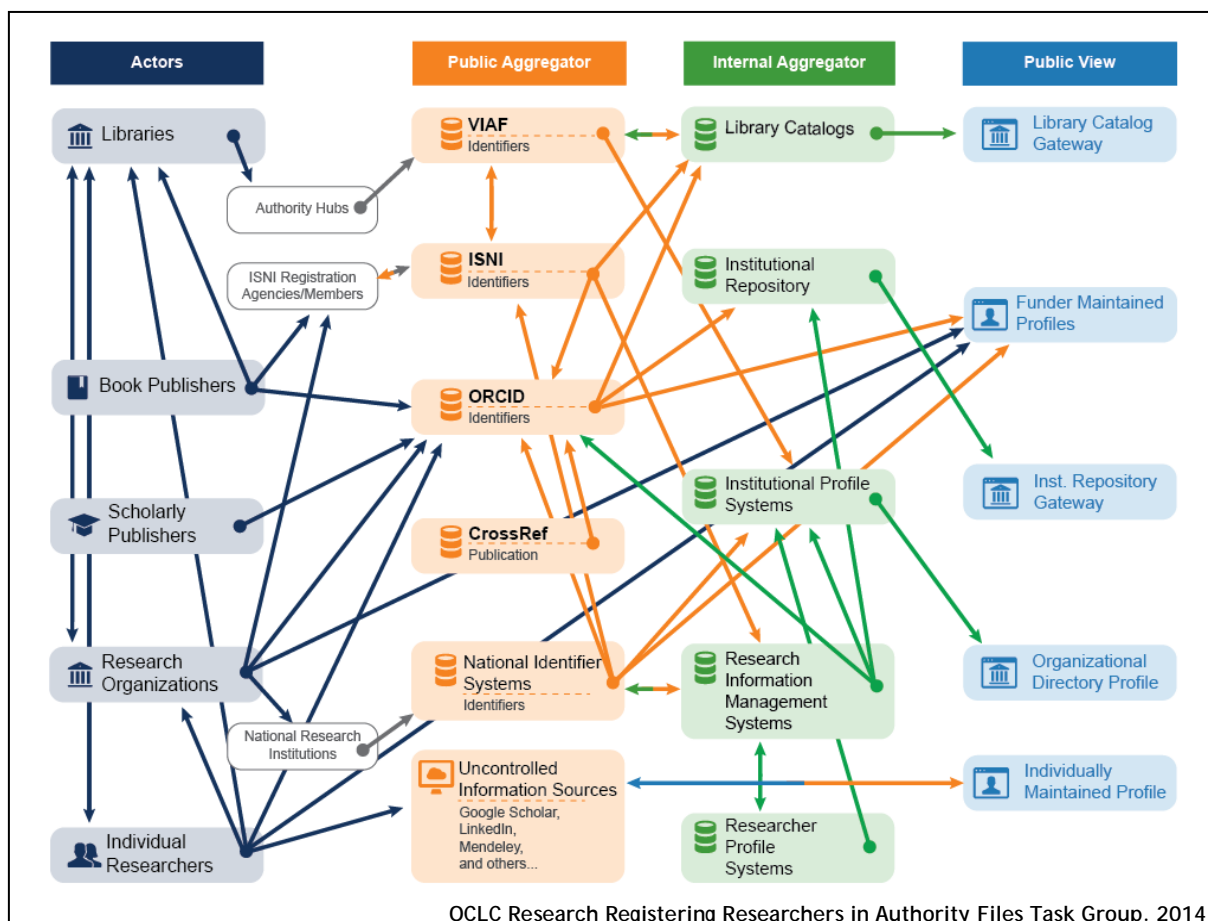 Actors
Public Aggregator
Internal Aggregator
Public View
Libraries
VIAF
Identifiers
Library Catalogs
Library Catalog
Gateway
Authority Hubs
ISNI Registration
Agencies/Members
ISNI
Identifiers
Institutional
Repository
Funder Maintained
Profiles
Book Publishers
ORCID
Identifiers
Institutional Profile
Systems
Inst. Repository
Gateway
Scholarly
Publishers
CrossRef
Publication
Research
Organizations
National Identifier
Systems
Identifiers
Research
Information
Management
Systems
Organizational
Directory Profile
National Research
Institutions
Uncontrolled
Information Sources
Google Scholar,
LinkedIn,
Mendeley,
and others...
Individually
Maintained Profile
Individual
Researchers
Researcher
Profile
Systems
OCLC Research Registering Researchers in Authority Files Task Group. 2014